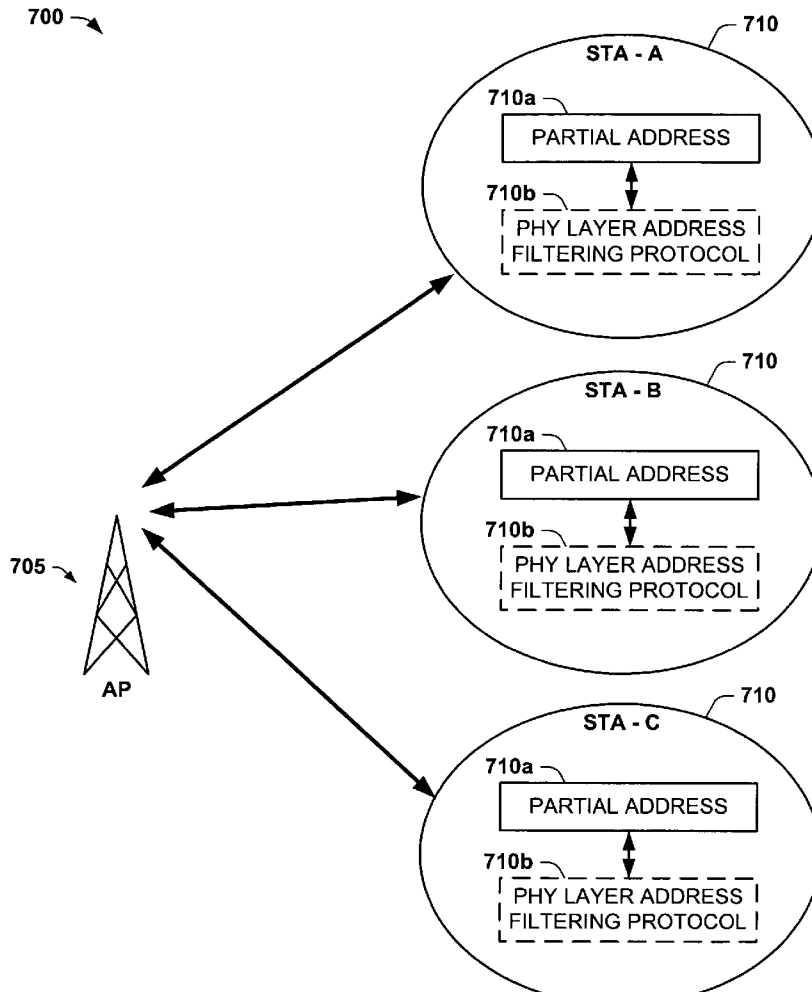 700
710
STA - A
710a
PARTIAL ADDRESS
710b
PHY LAYER ADDRESS
FILTERING PROTOCOL
710
STA - B
710a
PARTIAL ADDRESS
710b
PHY LAYER ADDRESS
FILTERING PROTOCOL
705
AP
710
STA - C
710a
PARTIAL ADDRESS
710b
PHY LAYER ADDRESS
FILTERING PROTOCOL